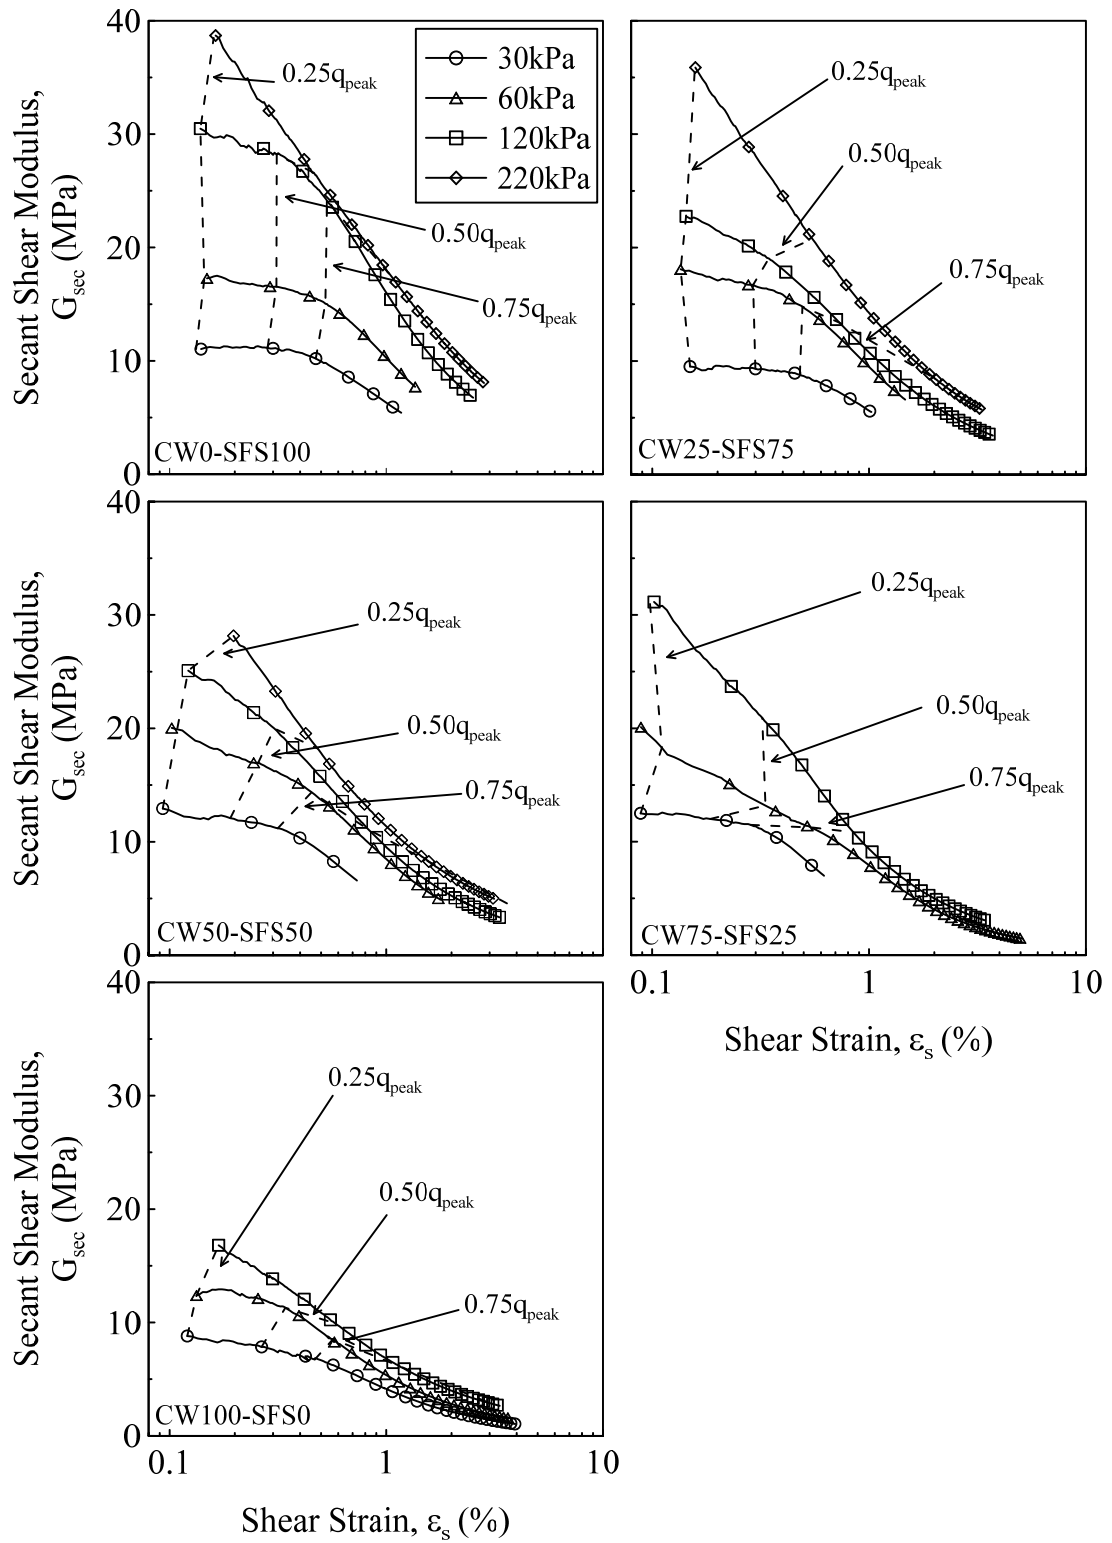 40
30
20
10
0
Secant Shear Modulus,
G_sec (MPa)
30kPa
60kPa
120kPa
220kPa
0.25q_peak
0.50q_peak
0.75q_peak
CW0-SFS100
0.25q_peak
0.50q_peak
0.75q_peak
CW25-SFS75
40
30
20
10
0
Secant Shear Modulus,
G_sec (MPa)
0.25q_peak
0.50q_peak
0.75q_peak
CW50-SFS50
0.25q_peak
0.50q_peak
0.75q_peak
CW75-SFS25
0.1 1 10
Shear Strain, ε_s (%)
40
30
20
10
0
Secant Shear Modulus,
G_sec (MPa)
0.25q_peak
0.50q_peak
0.75q_peak
CW100-SFS0
0.1 1 10
Shear Strain, ε_s (%)